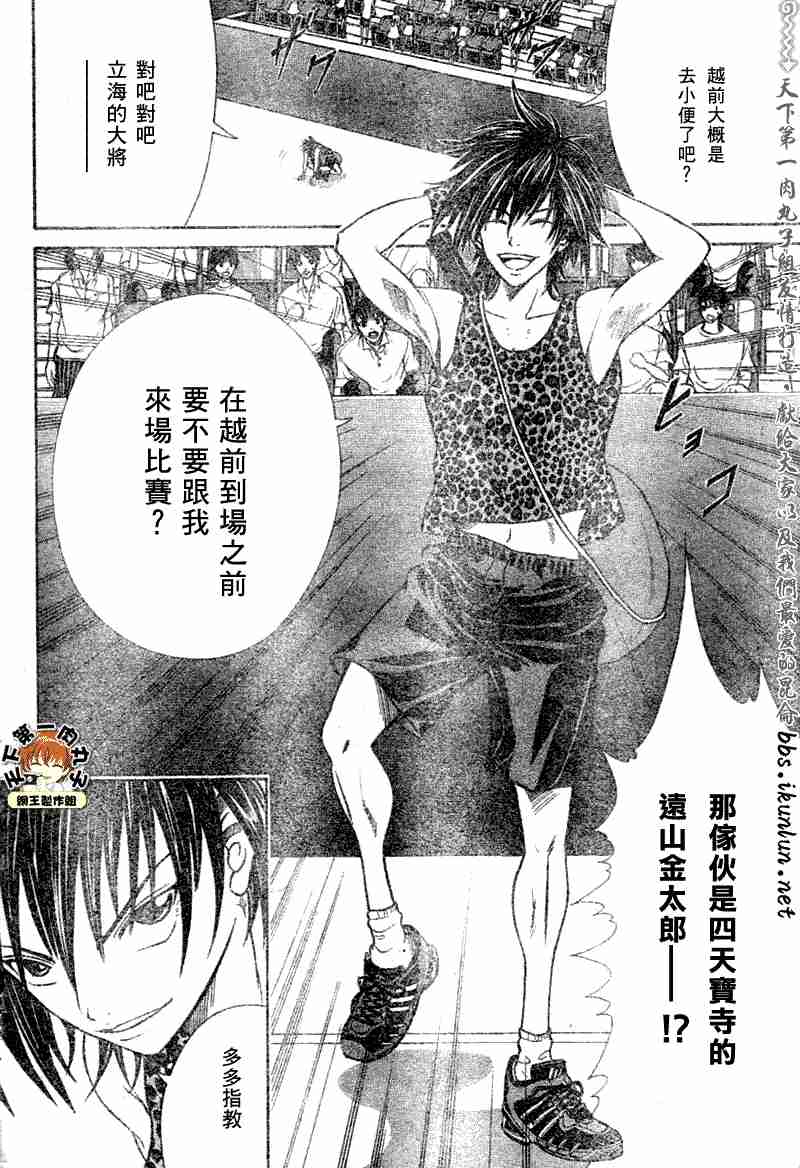 越前大概是
去小便了吧？
對吧對吧
立海的大將
——
在越前到場之前
要不要跟我
來場比賽？
那傢伙是四天寶寺的
遠山金太郎——!?
多多指教
天下第一肉丸子組友情打造·獻給大家以及我們最愛的昆侖
bbs.ikunlun.net
天下第一肉丸子
網王製作組